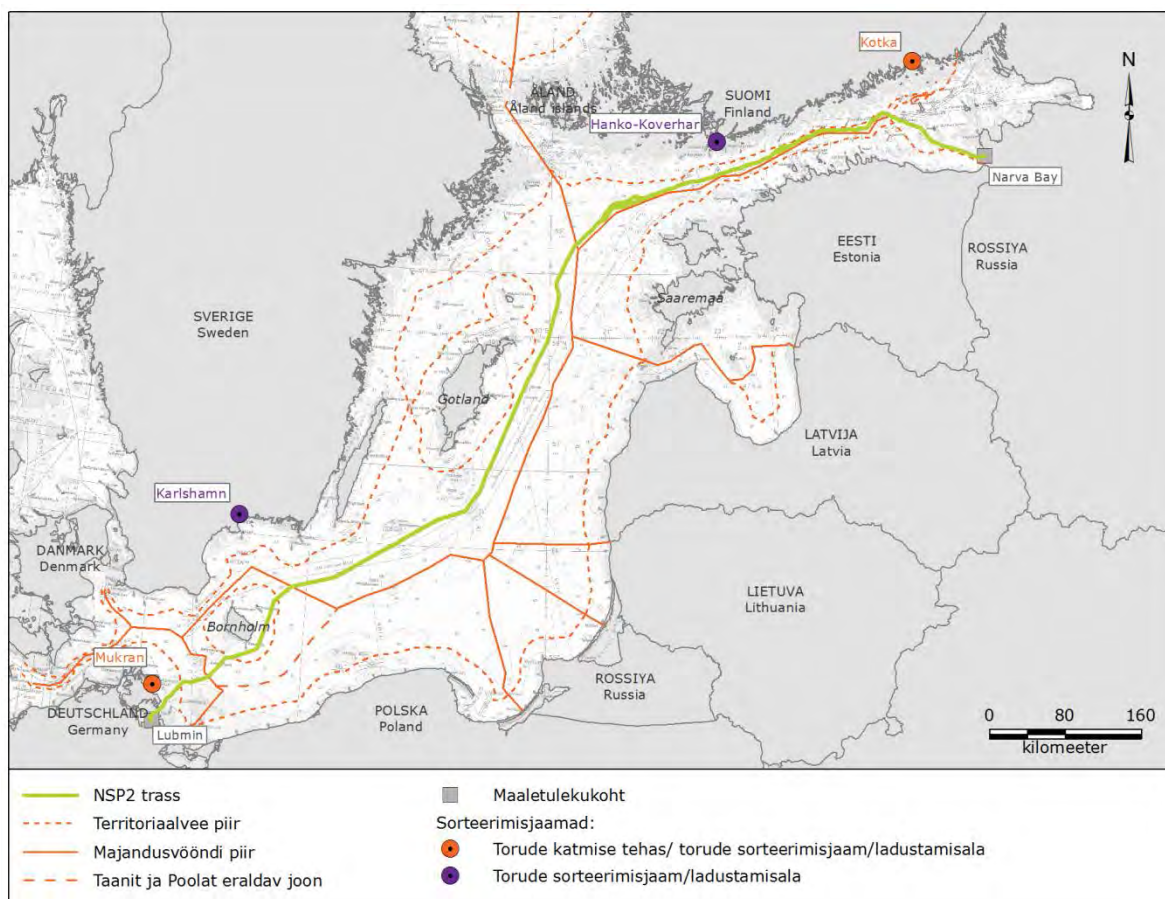 Kotka
N
ÅLAND
Åland islands
SUOMI
Finland
Hanko-Koverhar
Narva Bay
EESTI
Estonia
ROSSIYA
Russia
Saaremaa
SVERIGE
Sweden
Gotland
LATVIJA
Latvia
Karlshamn
DANMARK
Denmark
LIETUVA
Lithuania
Bornholm
Mukran
ROSSIYA
Russia
DEUTSCHLAND
Germany
Lubmin
POLSKA
Poland
0 80 160
kilomeeter
NSP2 trass
Territoriaalvee piir
Majandusvööndi piir
Taanit ja Poolat eraldav joon
Maaletulekukoht
Sorteerimisjaamad:
Torude katmise tehas/ torude sorteerimisjaam/ladustamisala
Torude sorteerimisjaam/ladustamisala